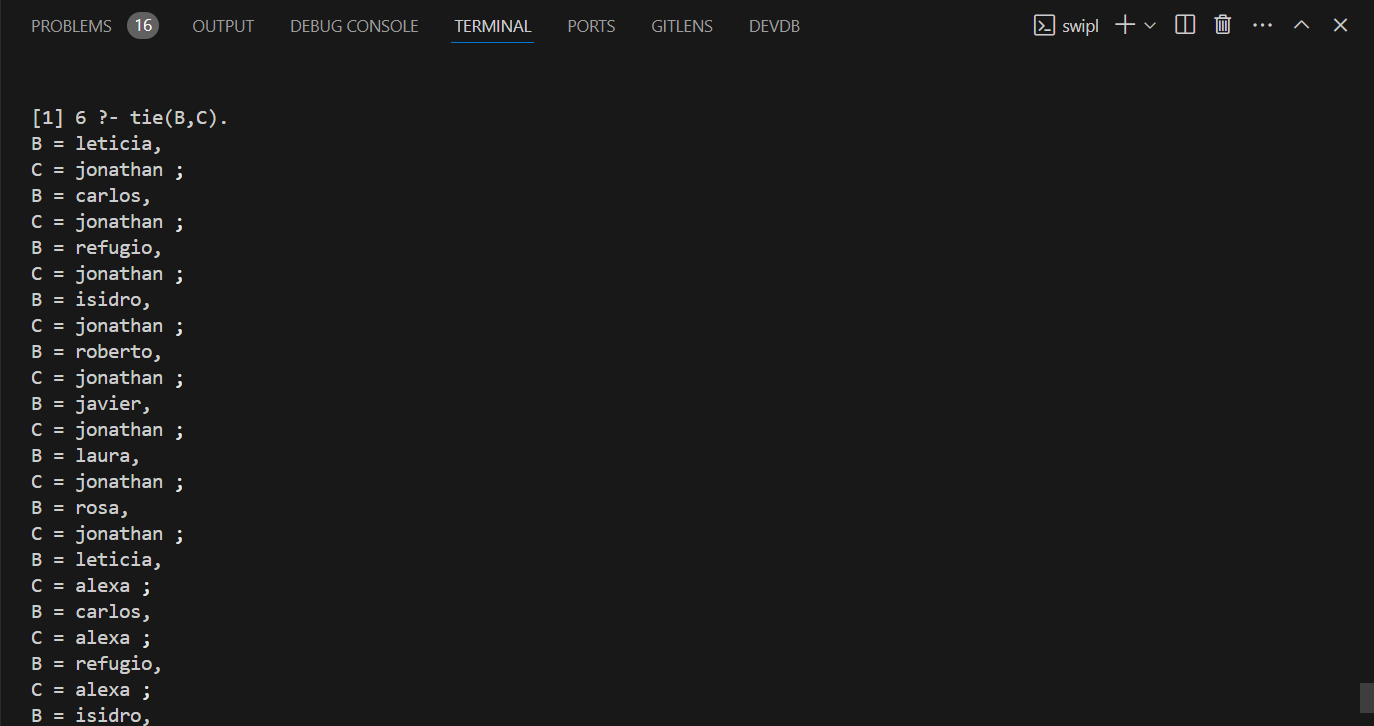 PROBLEMS 16 OUTPUT DEBUG CONSOLE TERMINAL PORTS GITLENS DEVDB swipl
[1] 6 ?- tie(B,C).
B = leticia,
C = jonathan ;
B = carlos,
C = jonathan ;
B = refugio,
C = jonathan ;
B = isidro,
C = jonathan ;
B = roberto,
C = jonathan ;
B = javier,
C = jonathan ;
B = laura,
C = jonathan ;
B = rosa,
C = jonathan ;
B = leticia,
C = alexa ;
B = carlos,
C = alexa ;
B = refugio,
C = alexa ;
B = isidro,